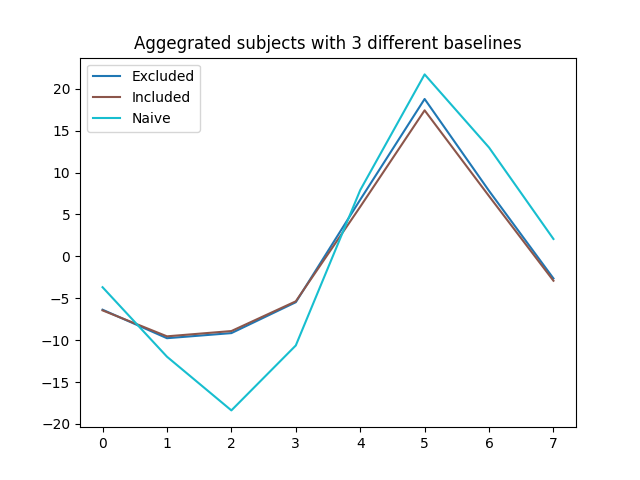 Aggegrated subjects with 3 different baselines
Excluded
Included
Naive
20
15
10
5
0
−5
−10
−15
−20
0 1 2 3 4 5 6 7